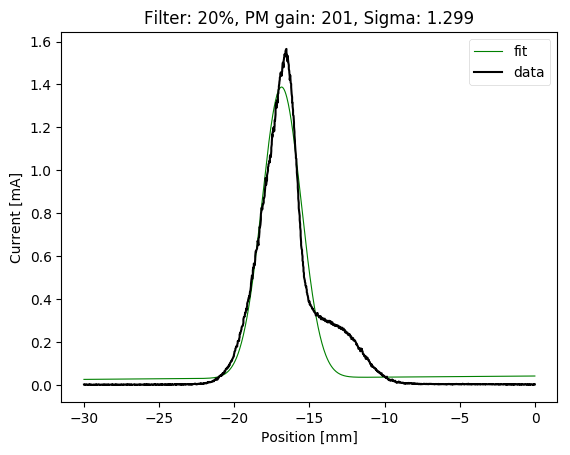 Filter: 20%, PM gain: 201, Sigma: 1.299
fit
data
1.6
1.4
1.2
1.0
0.8
0.6
0.4
0.2
0.0
Current [mA]
−30 −25 −20 −15 −10 −5 0
Position [mm]